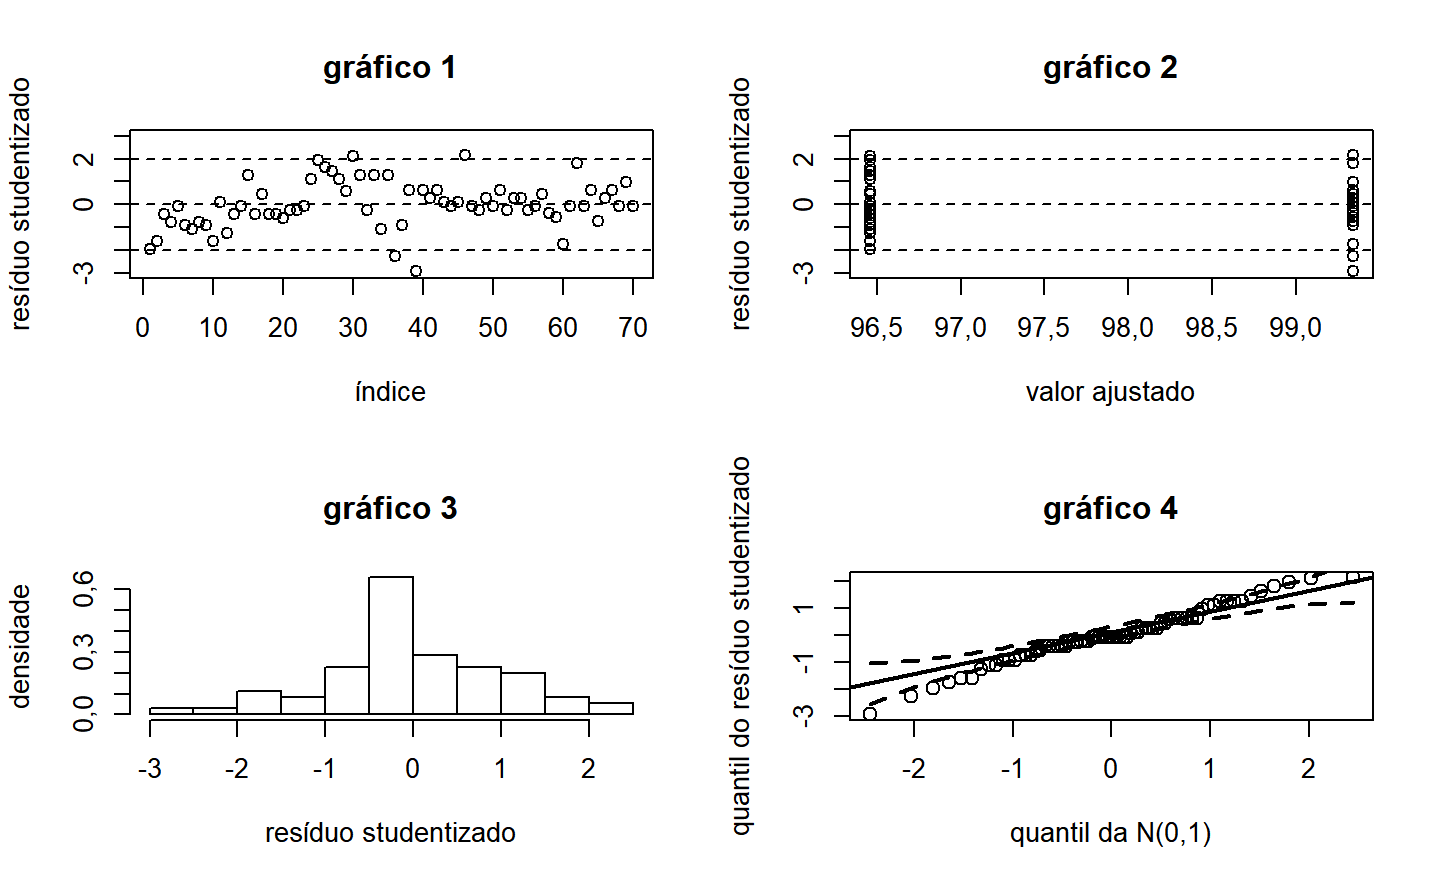 gráfico 1
resíduo studentizado
2
0
-3
0 10 20 30 40 50 60 70
índice
gráfico 2
resíduo studentizado
2
0
-3
96,5 97,0 97,5 98,0 98,5 99,0
valor ajustado
gráfico 3
densidade
0,6
0,3
0,0
-3 -2 -1 0 1 2
resíduo studentizado
gráfico 4
quantil do resíduo studentizado
1
-1
-3
-2 -1 0 1 2
quantil da N(0,1)